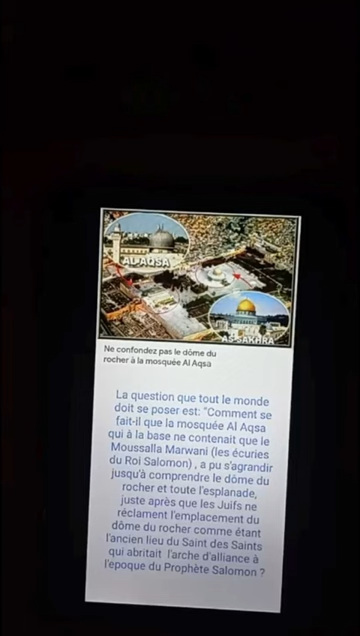 AL AQSA
AS SAKHRA
Ne confondez pas le dôme du
rocher à la mosquée Al Aqsa
La question que tout le monde
doit se poser est: "Comment se
fait-il que la mosquée Al Aqsa
qui à la base ne contenait que le
Moussalla Marwani (les écuries
du Roi Salomon) , a pu s'agrandir
jusqu'à comprendre le dôme du
rocher et toute l'esplanade,
juste après que les Juifs ne
réclament l'emplacement du
dôme du rocher comme étant
l'ancien lieu du Saint des Saints
qui abritait l'arche d'alliance à
l'epoque du Prophète Salomon ?